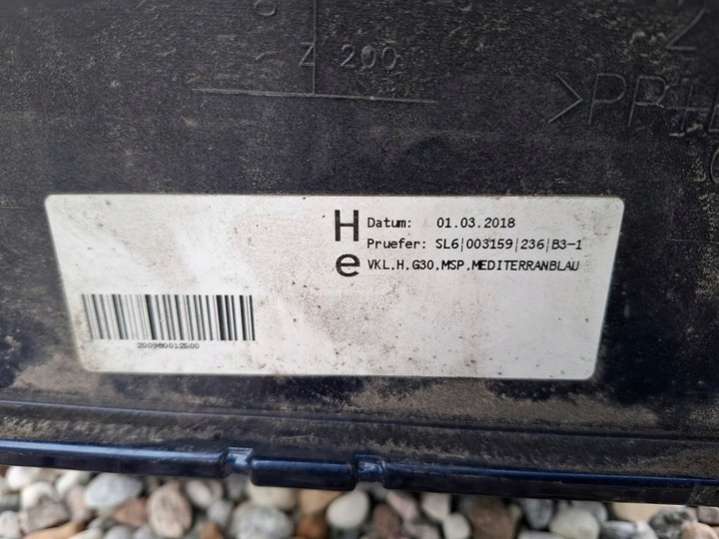 Z 200
H Datum: 01.03.2018
Pruefer: SL6|003159|236|B3-1
e VKL,H,G30,MSP,MEDITERRANBLAU